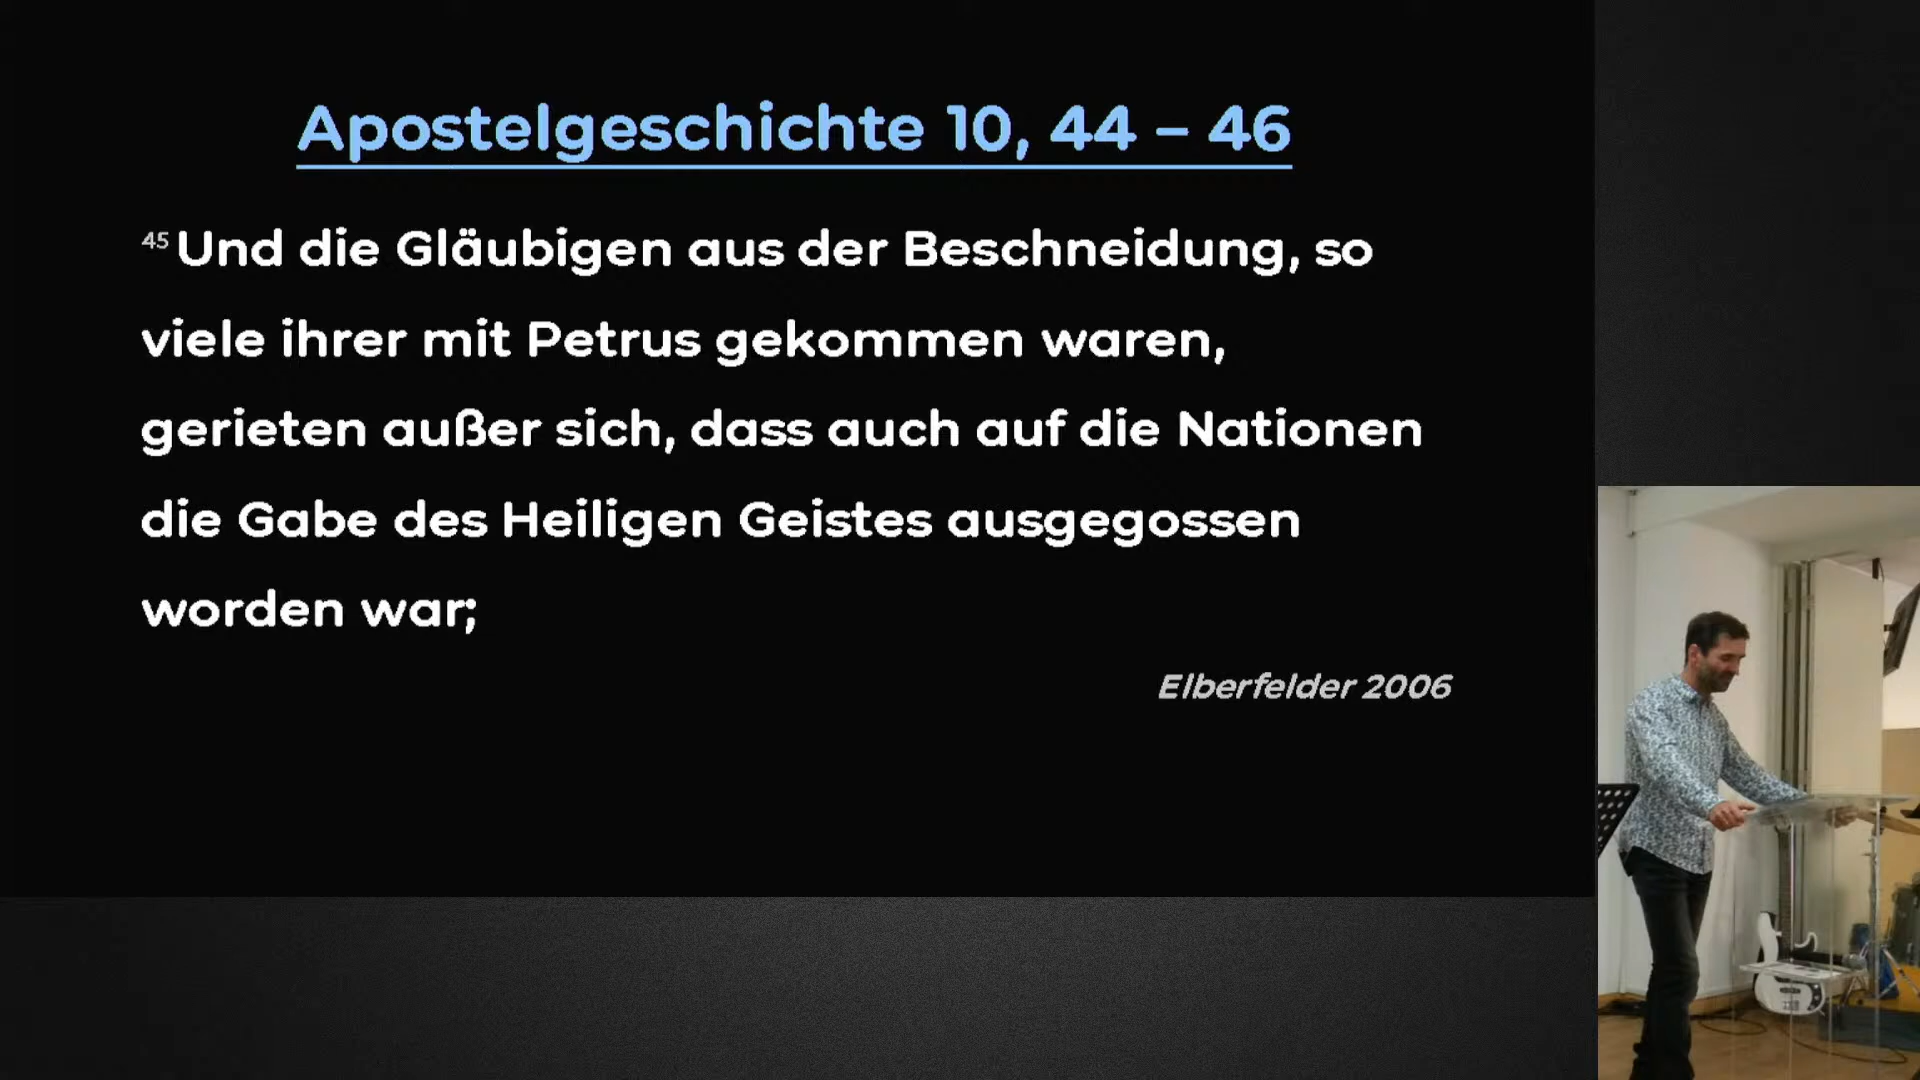 Apostelgeschichte 10, 44 – 46
45 Und die Gläubigen aus der Beschneidung, so
viele ihrer mit Petrus gekommen waren,
gerieten außer sich, dass auch auf die Nationen
die Gabe des Heiligen Geistes ausgegossen
worden war;
Elberfelder 2006